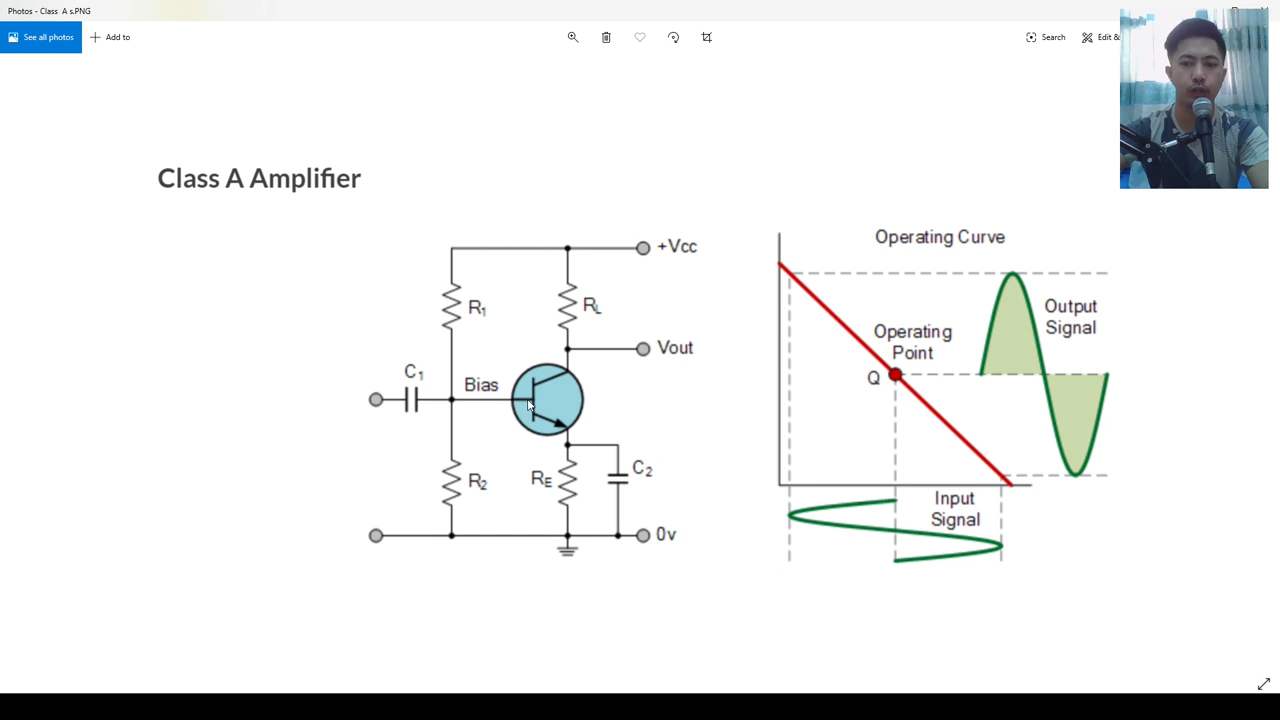 Photos - Class A s.PNG
See all photos
Add to
Search
Edit &
Class A Amplifier
+Vcc
R1
RL
Vout
C1
Bias
R2
RE
C2
0v
Operating Curve
Output
Signal
Operating
Point
Q
Input
Signal